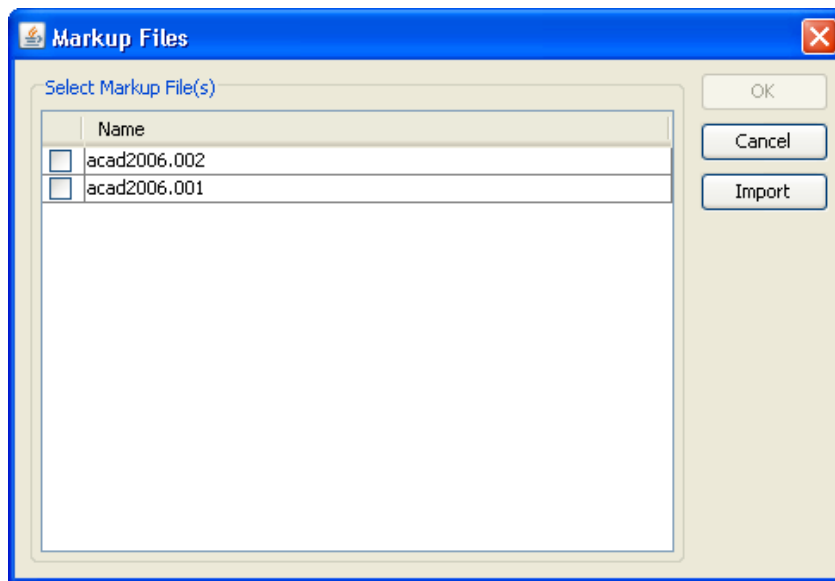 Markup Files
Select Markup File(s)
OK
Name
Cancel
acad2006.002
acad2006.001
Import